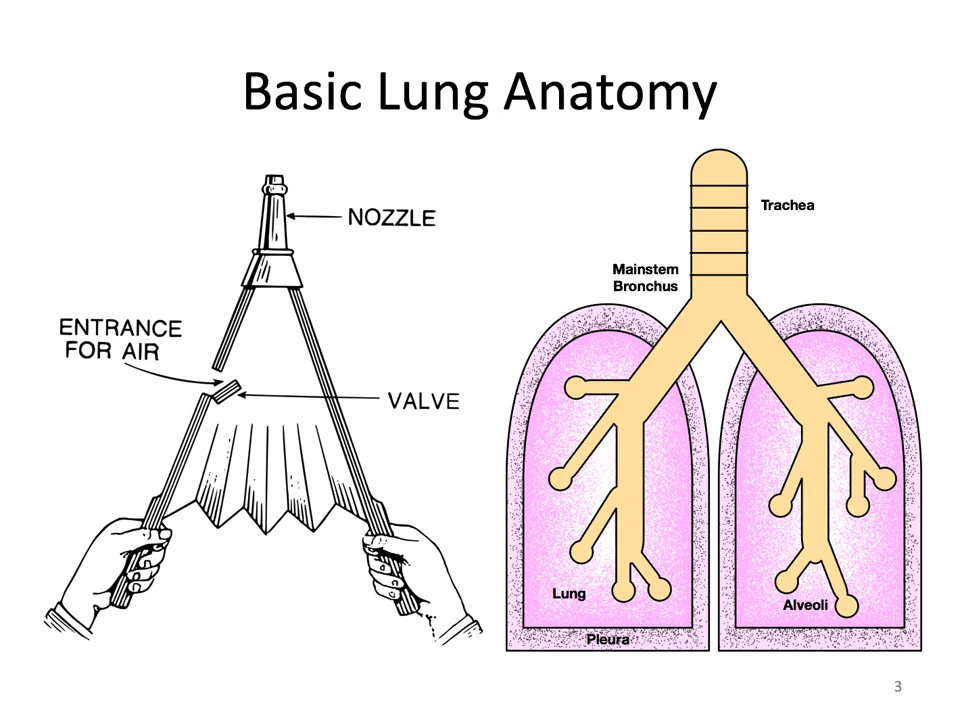 Basic Lung Anatomy
NOZZLE
ENTRANCE
FOR AIR
VALVE
Trachea
Mainstem
Bronchus
Lung
Alveoli
Pleura
3